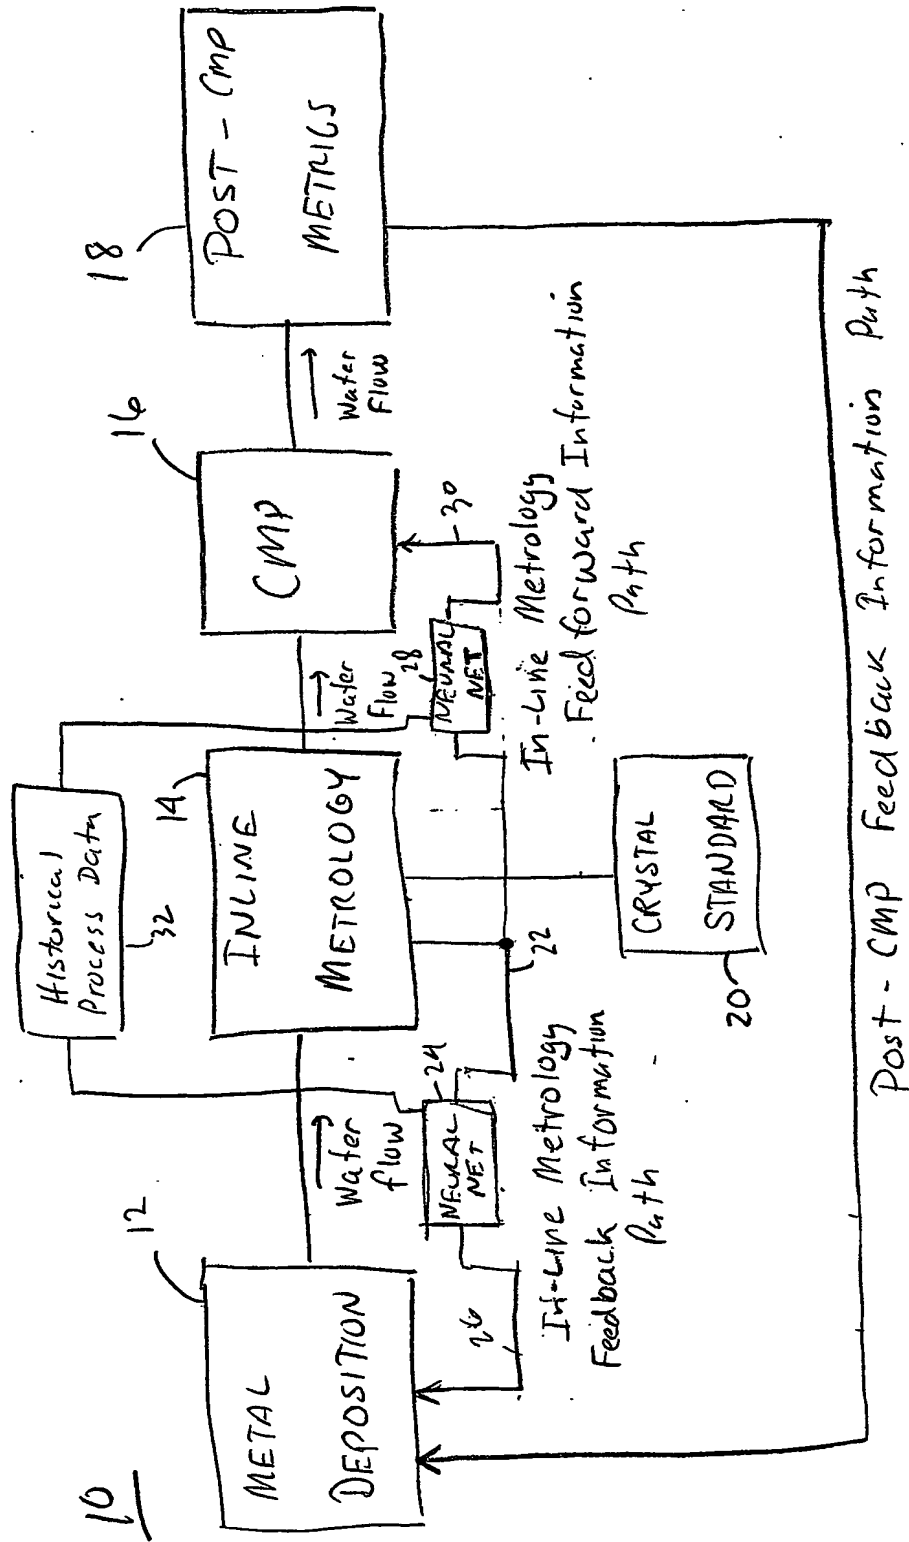 10
12
METAL
DEPOSITION
Water
flow
Historical
Process Data
32
14
INLINE
METROLOGY
Water
Flow
16
CMP
Water
Flow
18
POST-CMP
METRICS
24
NEURAL
NET
26
22
28
NEURAL
NET
30
In-Line Metrology
Feedback Information
Path
In-Line Metrology
Feedforward Information
Path
20
CRYSTAL
STANDARD
Post-CMP Feedback Information Path